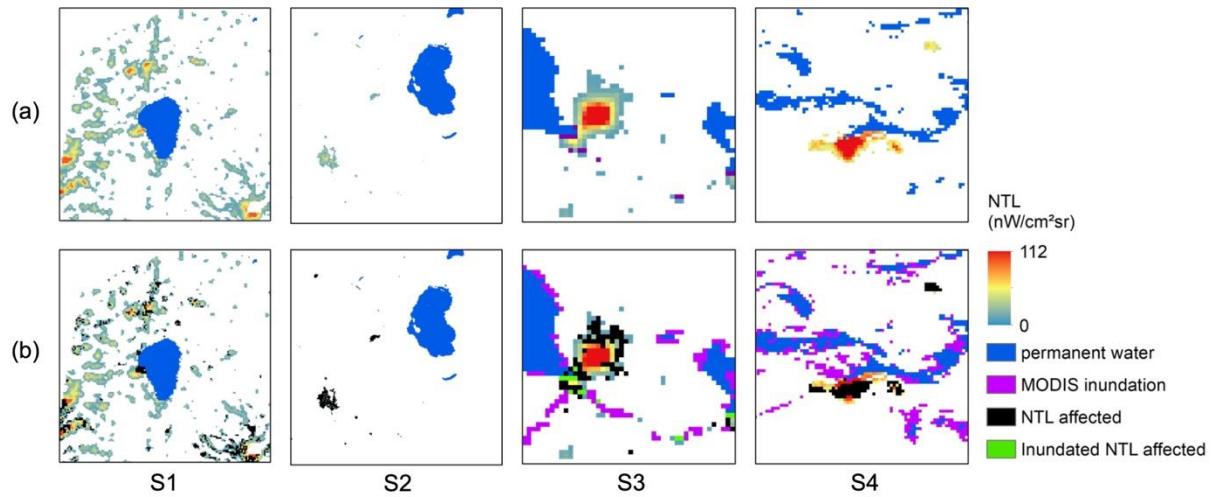 (a)
(b)
S1
S2
S3
S4
NTL
(nW/cm²sr)
112
0
permanent water
MODIS inundation
NTL affected
Inundated NTL affected